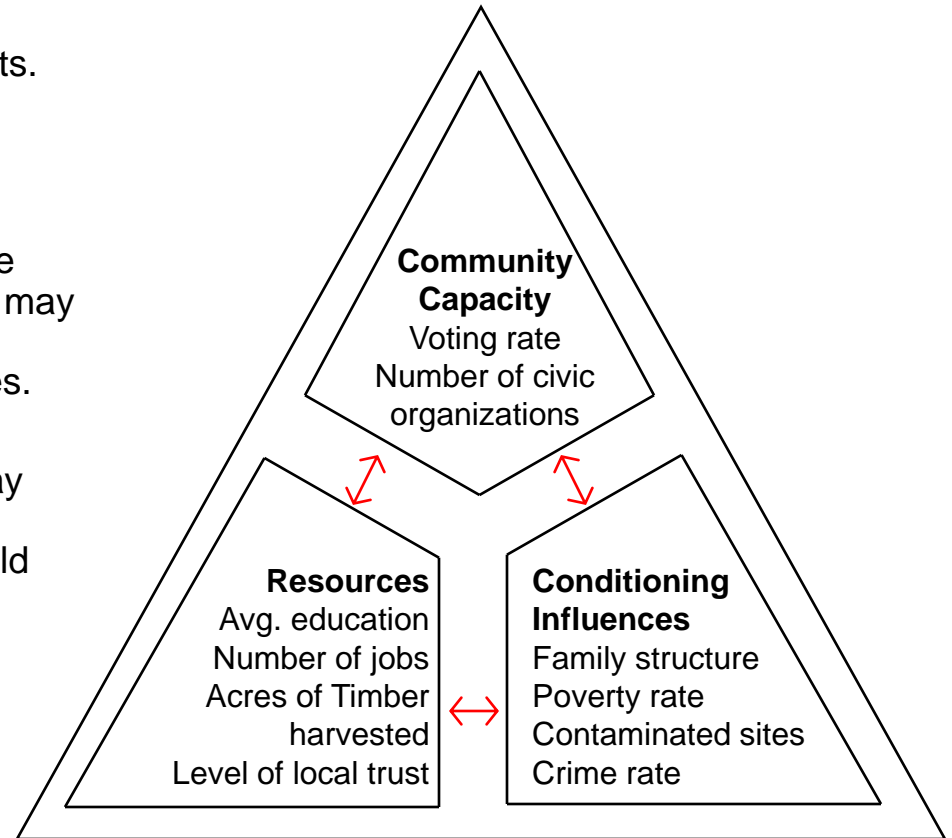 ts.
e
may
es.
ay
ld
Community
Capacity
Voting rate
Number of civic
organizations
Resources
Avg. education
Number of jobs
Acres of Timber
harvested
Level of local trust
Conditioning
Influences
Family structure
Poverty rate
Contaminated sites
Crime rate